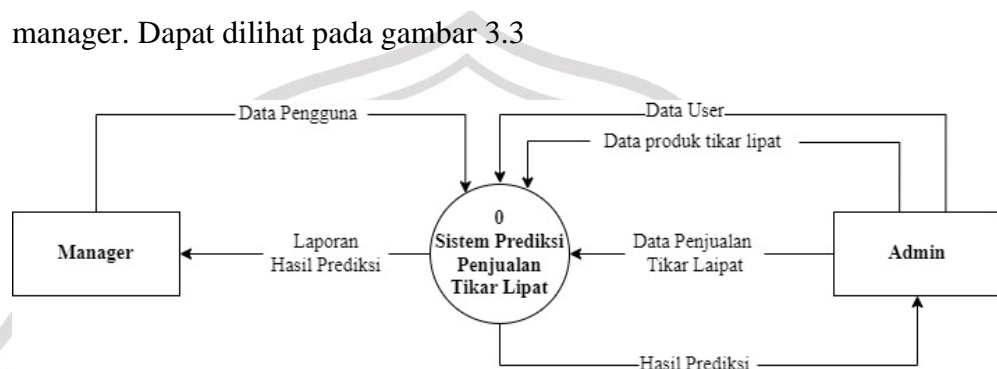 manager. Dapat dilihat pada gambar 3.3
Data Pengguna
Data User
Data produk tikar lipat
Manager
Laporan
Hasil Prediksi
0
Sistem Prediksi
Penjualan
Tikar Lipat
Data Penjualan
Tikar Laipat
Admin
Hasil Prediksi